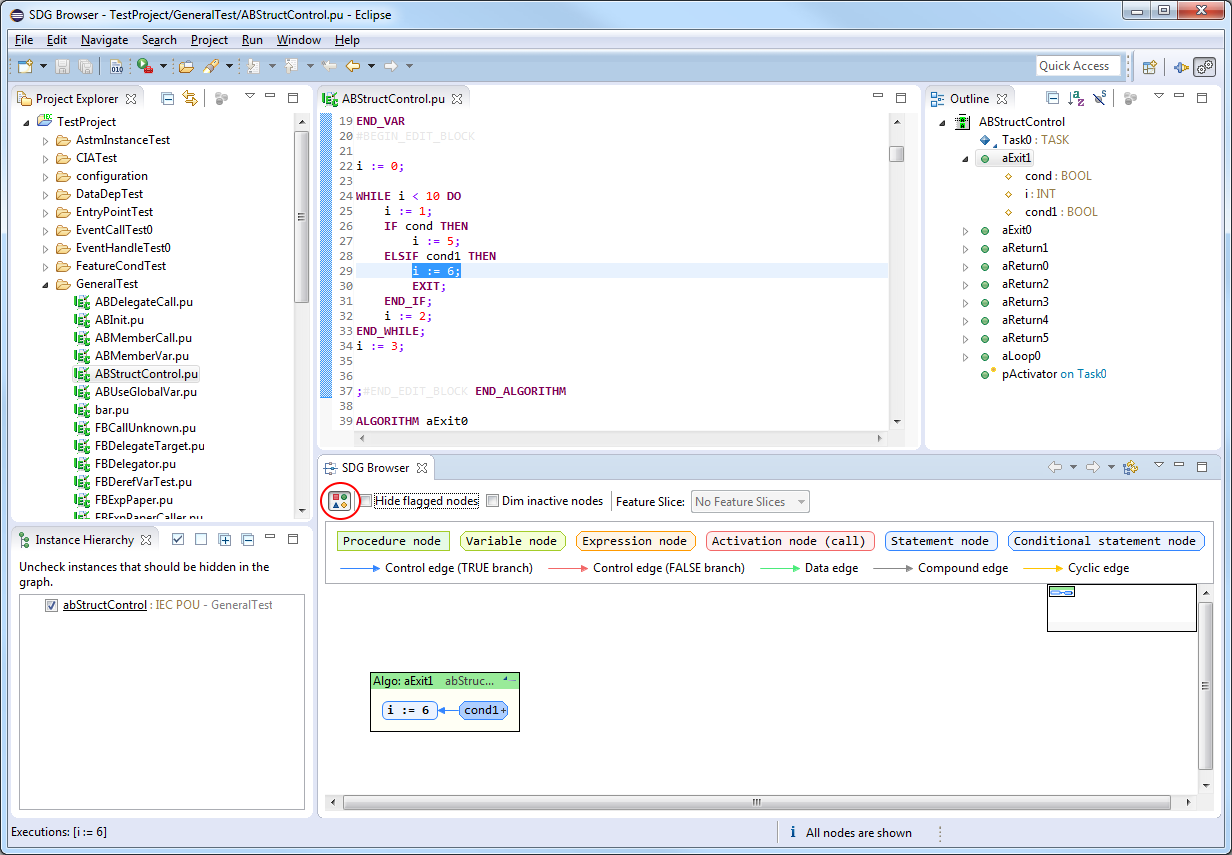 SDG Browser - TestProject/GeneralTest/ABStructControl.pu - Eclipse
File Edit Navigate Search Project Run Window Help
Quick Access
Project Explorer
TestProject
AstmInstanceTest
CIATest
configuration
DataDepTest
EntryPointTest
EventCallTest0
EventHandleTest0
FeatureCondTest
GeneralTest
ABDelegateCall.pu
ABInit.pu
ABMemberCall.pu
ABMemberVar.pu
ABStructControl.pu
ABUseGlobalVar.pu
bar.pu
FBCallUnknown.pu
FBDelegateTarget.pu
FBDelegator.pu
FBDerefVarTest.pu
FBExpPaper.pu
FBExpPaperCaller.pu
ABStructControl.pu
19 END_VAR
20 #BEGIN_EDIT_BLOCK
21
22 i := 0;
23
24 WHILE i < 10 DO
25 i := 1;
26 IF cond THEN
27 i := 5;
28 ELSIF cond1 THEN
29 i := 6;
30 EXIT;
31 END_IF;
32 i := 2;
33 END_WHILE;
34 i := 3;
35
36
37 ;#END_EDIT_BLOCK END_ALGORITHM
38
39 ALGORITHM aExit0
Outline
ABStructControl
Task0 : TASK
aExit1
cond : BOOL
i : INT
cond1 : BOOL
aExit0
aReturn1
aReturn0
aReturn2
aReturn3
aReturn4
aReturn5
aLoop0
pActivator on Task0
Instance Hierarchy
Uncheck instances that should be hidden in the
graph.
abStructControl : IEC POU - GeneralTest
SDG Browser
Hide flagged nodes Dim inactive nodes Feature Slice: No Feature Slices
Procedure node Variable node Expression node Activation node (call) Statement node Conditional statement node
Control edge (TRUE branch) Control edge (FALSE branch) Data edge Compound edge Cyclic edge
Algo: aExit1 abStruc...
i := 6 cond1+
Executions: [i := 6]
i All nodes are shown